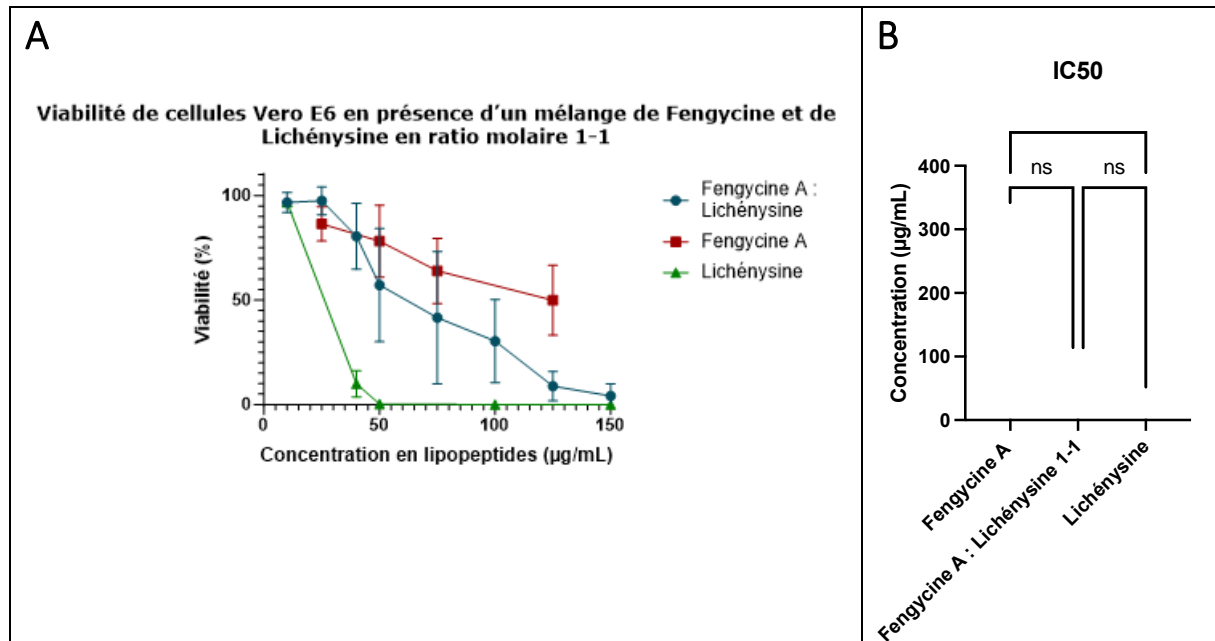 A
Viabilité de cellules Vero E6 en présence d'un mélange de Fengycine et de
Lichénysine en ratio molaire 1-1
100
50
0
Viabilité (%)
0
50
100
150
Concentration en lipopeptides (µg/mL)
Fengycine A :
Lichénysine
Fengycine A
Lichénysine
B
IC50
400
300
200
100
0
Concentration (µg/mL)
ns
ns
Fengycine A
Fengycine A : Lichénysine 1-1
Lichénysine